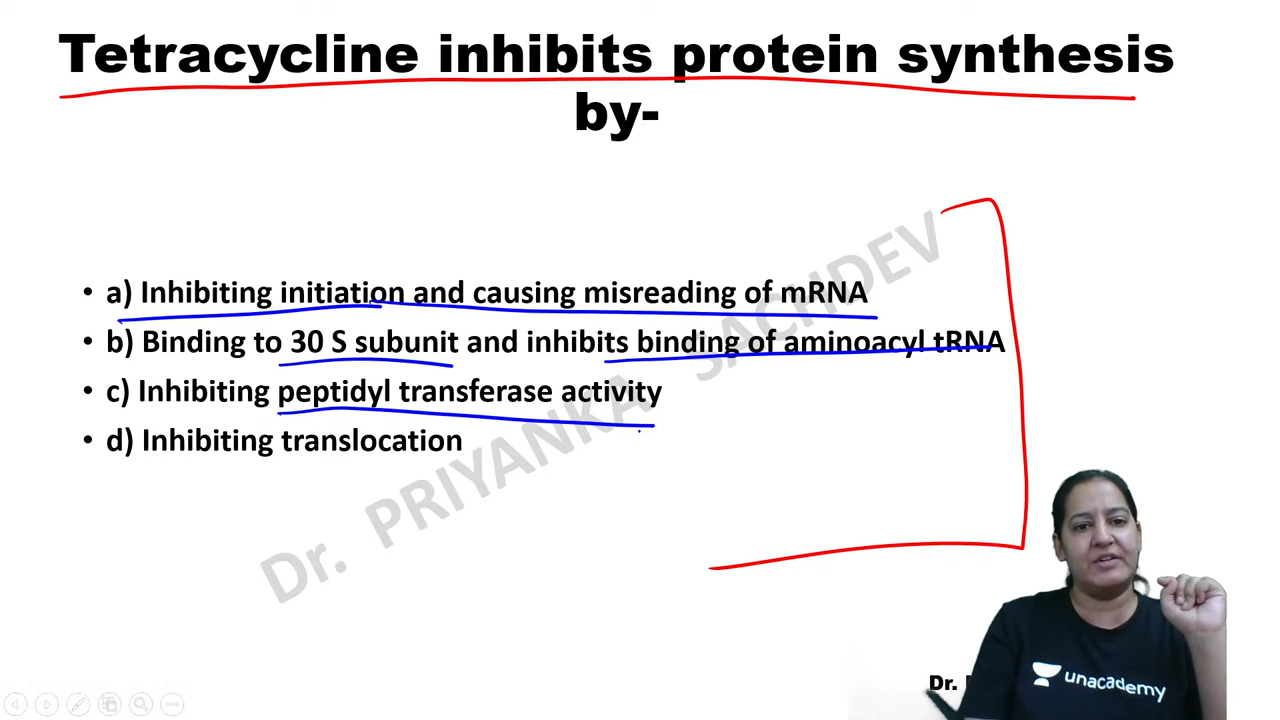 Tetracycline inhibits protein synthesis
by-
• a) Inhibiting initiation and causing misreading of mRNA
• b) Binding to 30 S subunit and inhibits binding of aminoacyl tRNA
• c) Inhibiting peptidyl transferase activity
• d) Inhibiting translocation
Dr. PRIYANKA SACHDEV
Dr.
unacademy